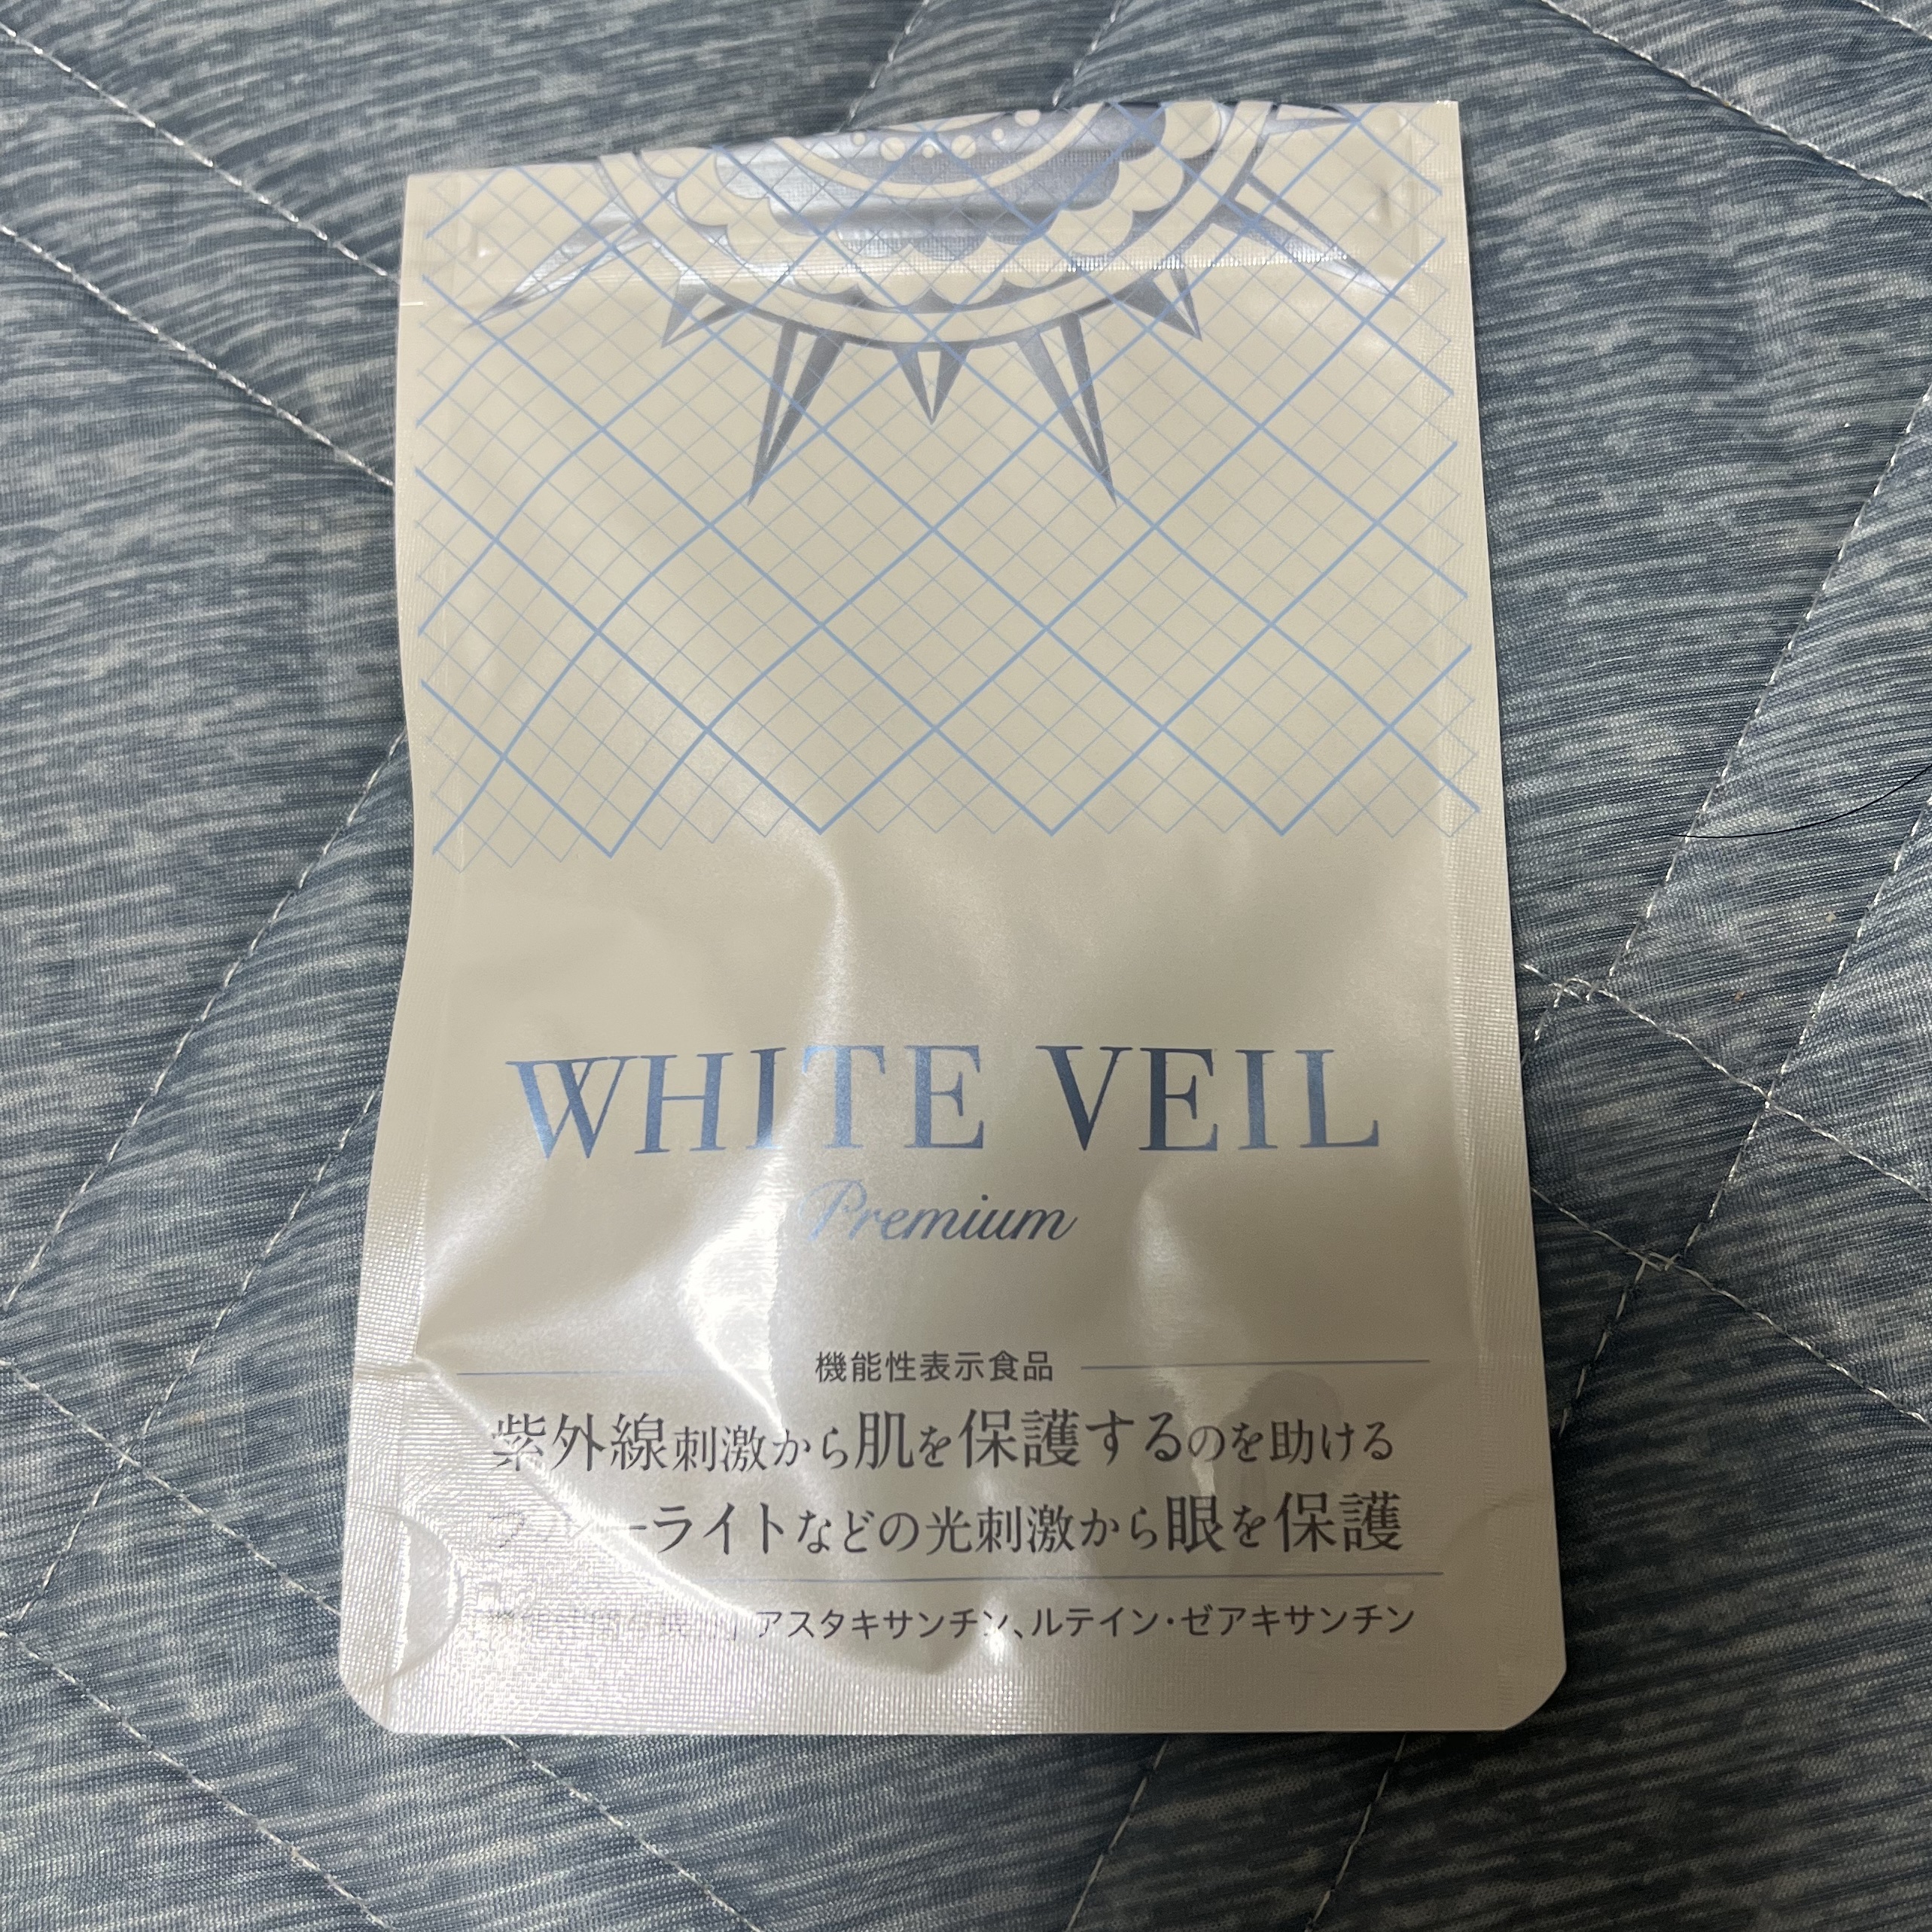 WHITE VEIL
Premium
機能性表示食品
紫外線刺激から肌を保護するのを助ける
ブルーライトなどの光刺激から眼を保護
アスタキサンチン、ルテイン・ゼアキサンチン